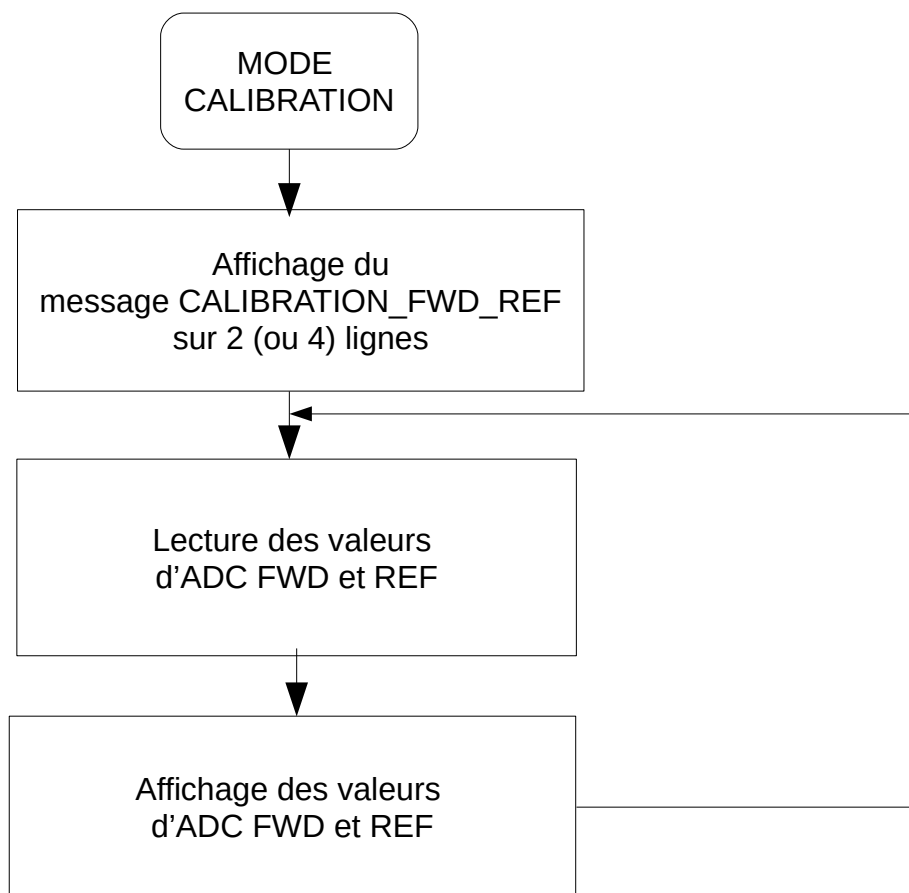 MODE
CALIBRATION
Affichage du
message CALIBRATION_FWD_REF
sur 2 (ou 4) lignes
Lecture des valeurs
d’ADC FWD et REF
Affichage des valeurs
d’ADC FWD et REF